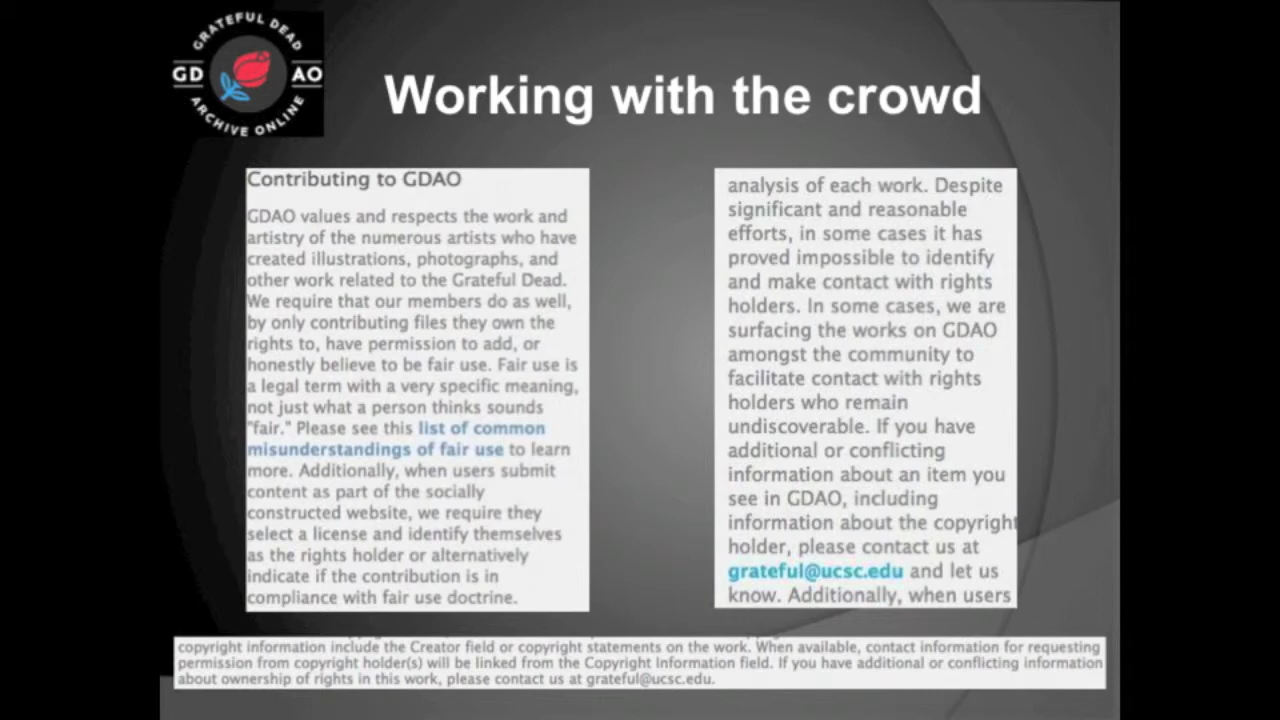 GRATEFUL DEAD
GD AO
ARCHIVE ONLINE
Working with the crowd
Contributing to GDAO
GDAO values and respects the work and
artistry of the numerous artists who have
created illustrations, photographs, and
other work related to the Grateful Dead.
We require that our members do as well,
by only contributing files they own the
rights to, have permission to add, or
honestly believe to be fair use. Fair use is
a legal term with a very specific meaning,
not just what a person thinks sounds
"fair." Please see this list of common
misunderstandings of fair use to learn
more. Additionally, when users submit
content as part of the socially
constructed website, we require they
select a license and identify themselves
as the rights holder or alternatively
indicate if the contribution is in
compliance with fair use doctrine.
analysis of each work. Despite
significant and reasonable
efforts, in some cases it has
proved impossible to identify
and make contact with rights
holders. In some cases, we are
surfacing the works on GDAO
amongst the community to
facilitate contact with rights
holders who remain
undiscoverable. If you have
additional or conflicting
information about an item you
see in GDAO, including
information about the copyright
holder, please contact us at
grateful@ucsc.edu and let us
know. Additionally, when users
copyright information include the Creator field or copyright statements on the work. When available, contact information for requesting
permission from copyright holder(s) will be linked from the Copyright Information field. If you have additional or conflicting information
about ownership of rights in this work, please contact us at grateful@ucsc.edu.